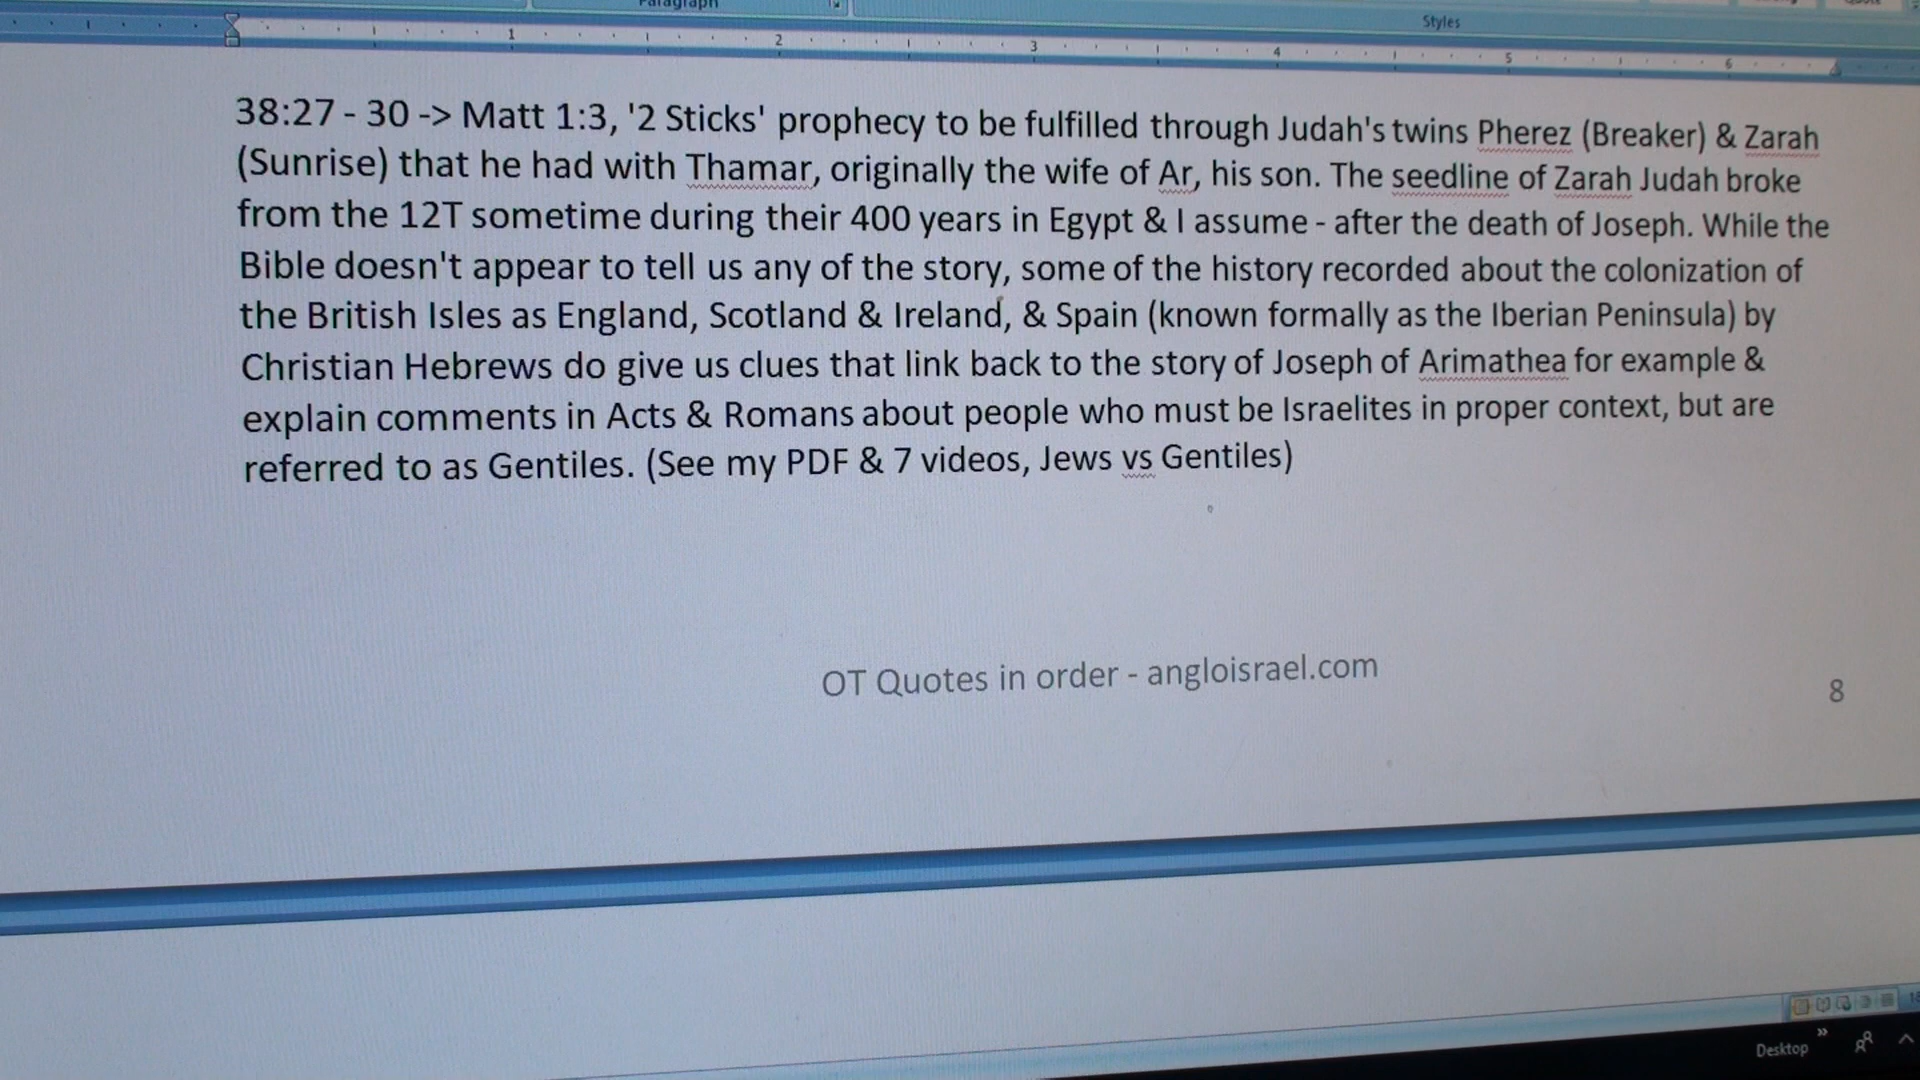 Paragraph
Styles
1 2 3 4 5 6
38:27 - 30 -> Matt 1:3, '2 Sticks' prophecy to be fulfilled through Judah's twins Pherez (Breaker) & Zarah
(Sunrise) that he had with Thamar, originally the wife of Ar, his son. The seedline of Zarah Judah broke
from the 12T sometime during their 400 years in Egypt & I assume - after the death of Joseph. While the
Bible doesn't appear to tell us any of the story, some of the history recorded about the colonization of
the British Isles as England, Scotland & Ireland, & Spain (known formally as the Iberian Peninsula) by
Christian Hebrews do give us clues that link back to the story of Joseph of Arimathea for example &
explain comments in Acts & Romans about people who must be Israelites in proper context, but are
referred to as Gentiles. (See my PDF & 7 videos, Jews vs Gentiles)
OT Quotes in order - angloisrael.com
8
Desktop